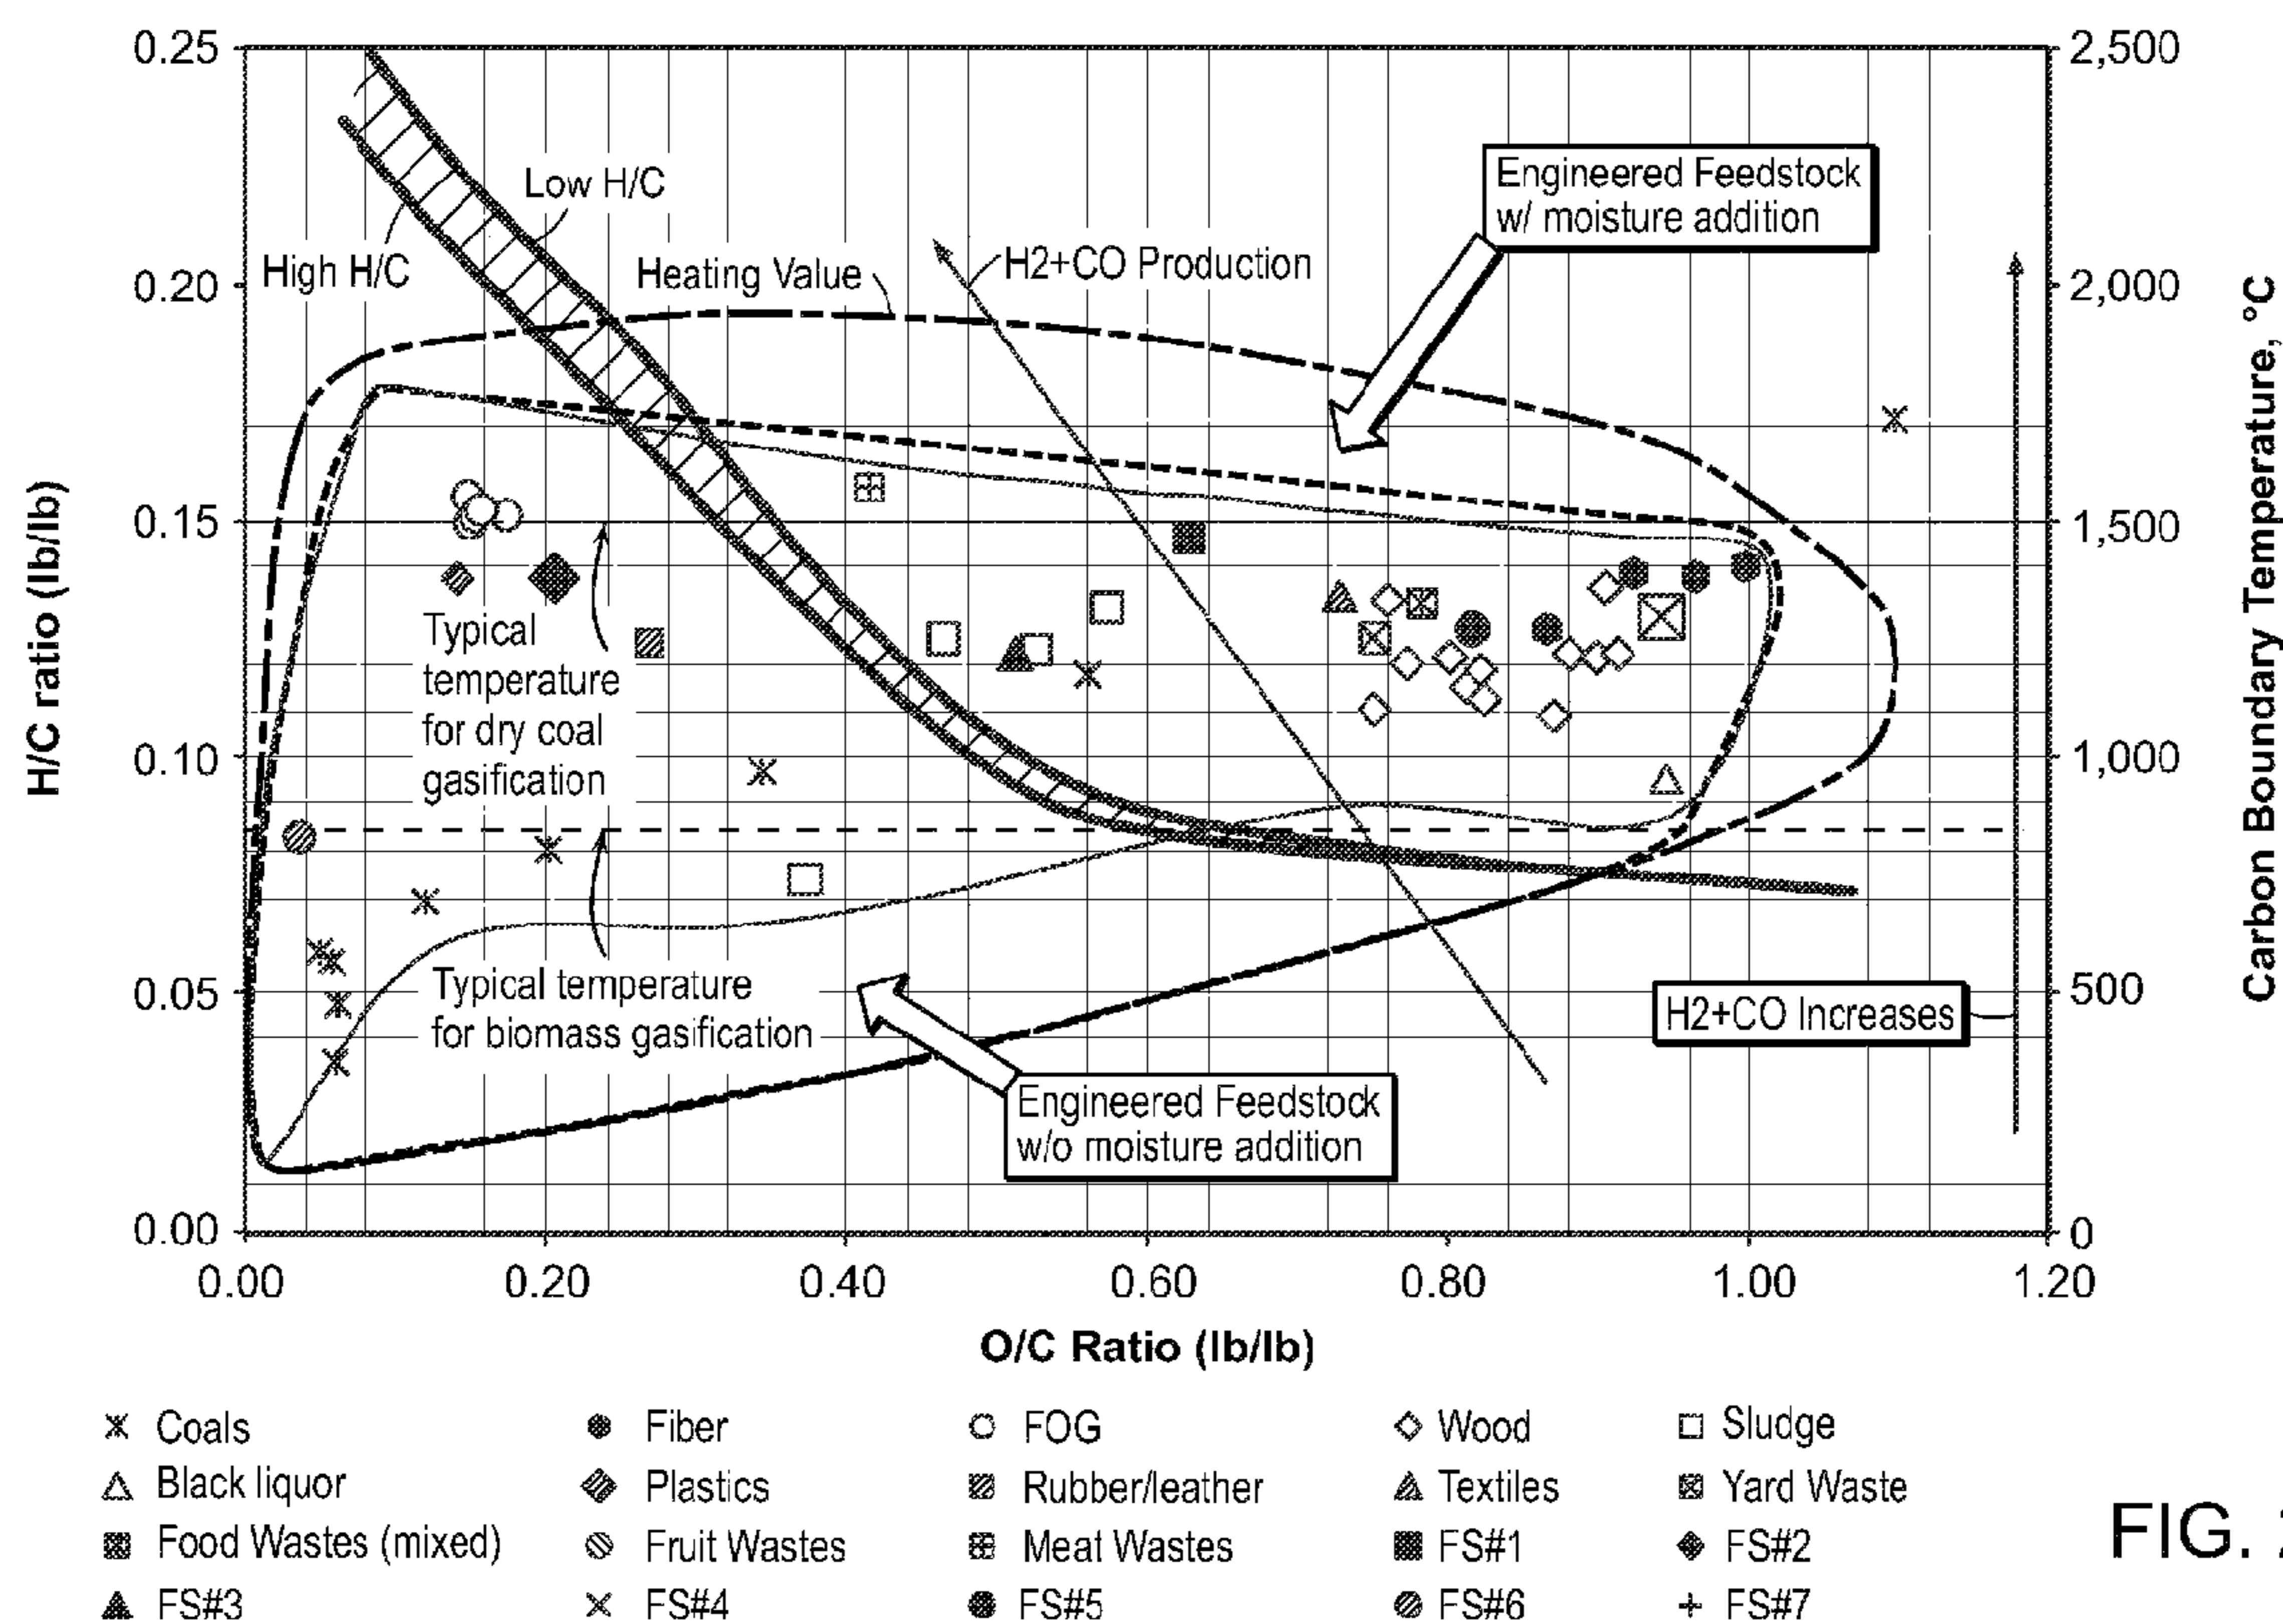 0.25
0.20
0.15
0.10
0.05
0.00
H/C ratio (lb/lb)
2,500
2,000
1,500
1,000
500
0
Carbon Boundary Temperature, °C
Low H/C
High H/C
Heating Value
H2+CO Production
Engineered Feedstock
w/ moisture addition
Typical
temperature
for dry coal
gasification
Typical temperature
for biomass gasification
Engineered Feedstock
w/o moisture addition
H2+CO Increases
0.00 0.20 0.40 0.60 0.80 1.00 1.20
O/C Ratio (lb/lb)
Coals Fiber FOG Wood Sludge
Black liquor Plastics Rubber/leather Textiles Yard Waste
Food Wastes (mixed) Fruit Wastes Meat Wastes FS#1 FS#2
FS#3 FS#4 FS#5 FS#6 FS#7
FIG.